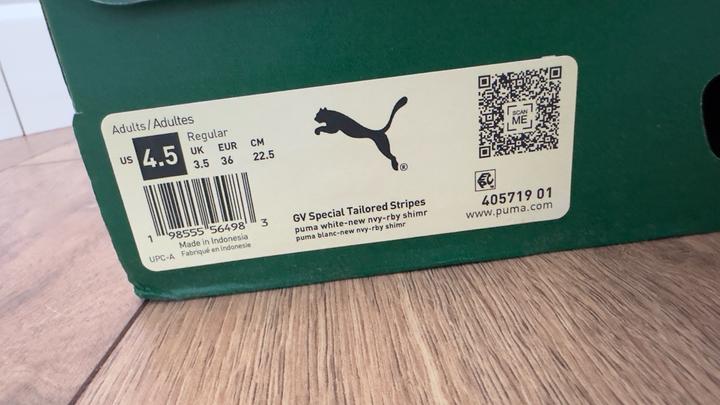 Adults/Adultes
Regular
US 4.5
UK EUR CM
3.5 36 22.5
1 98555 56498 3
Made in Indonesia
UPC-A Fabriqué en Indonesie
®
GV Special Tailored Stripes
puma white-new nvy-rby shimr
puma blanc-new nvy-rby shimr
SCAN
ME
405719 01
www.puma.com